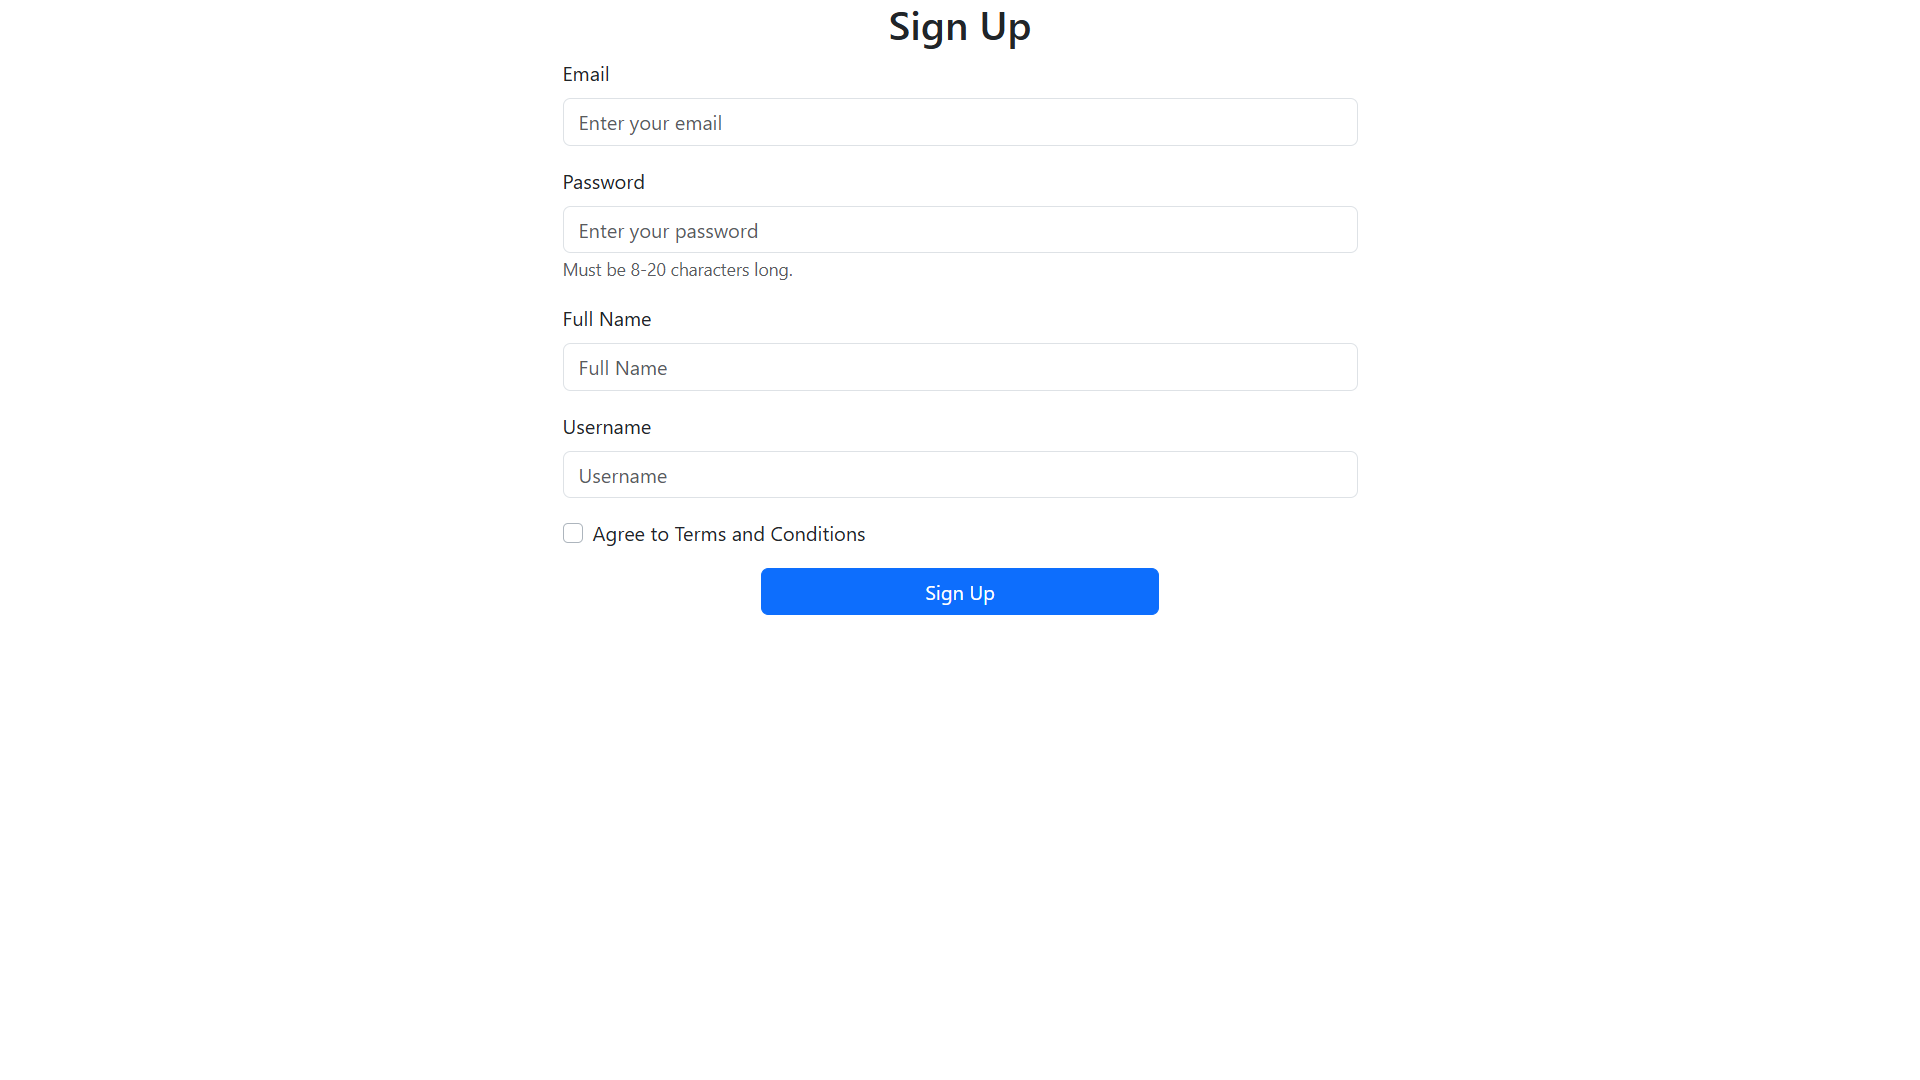 Sign Up
Email
Enter your email
Password
Enter your password
Must be 8-20 characters long.
Full Name
Full Name
Username
Username
Agree to Terms and Conditions
Sign Up